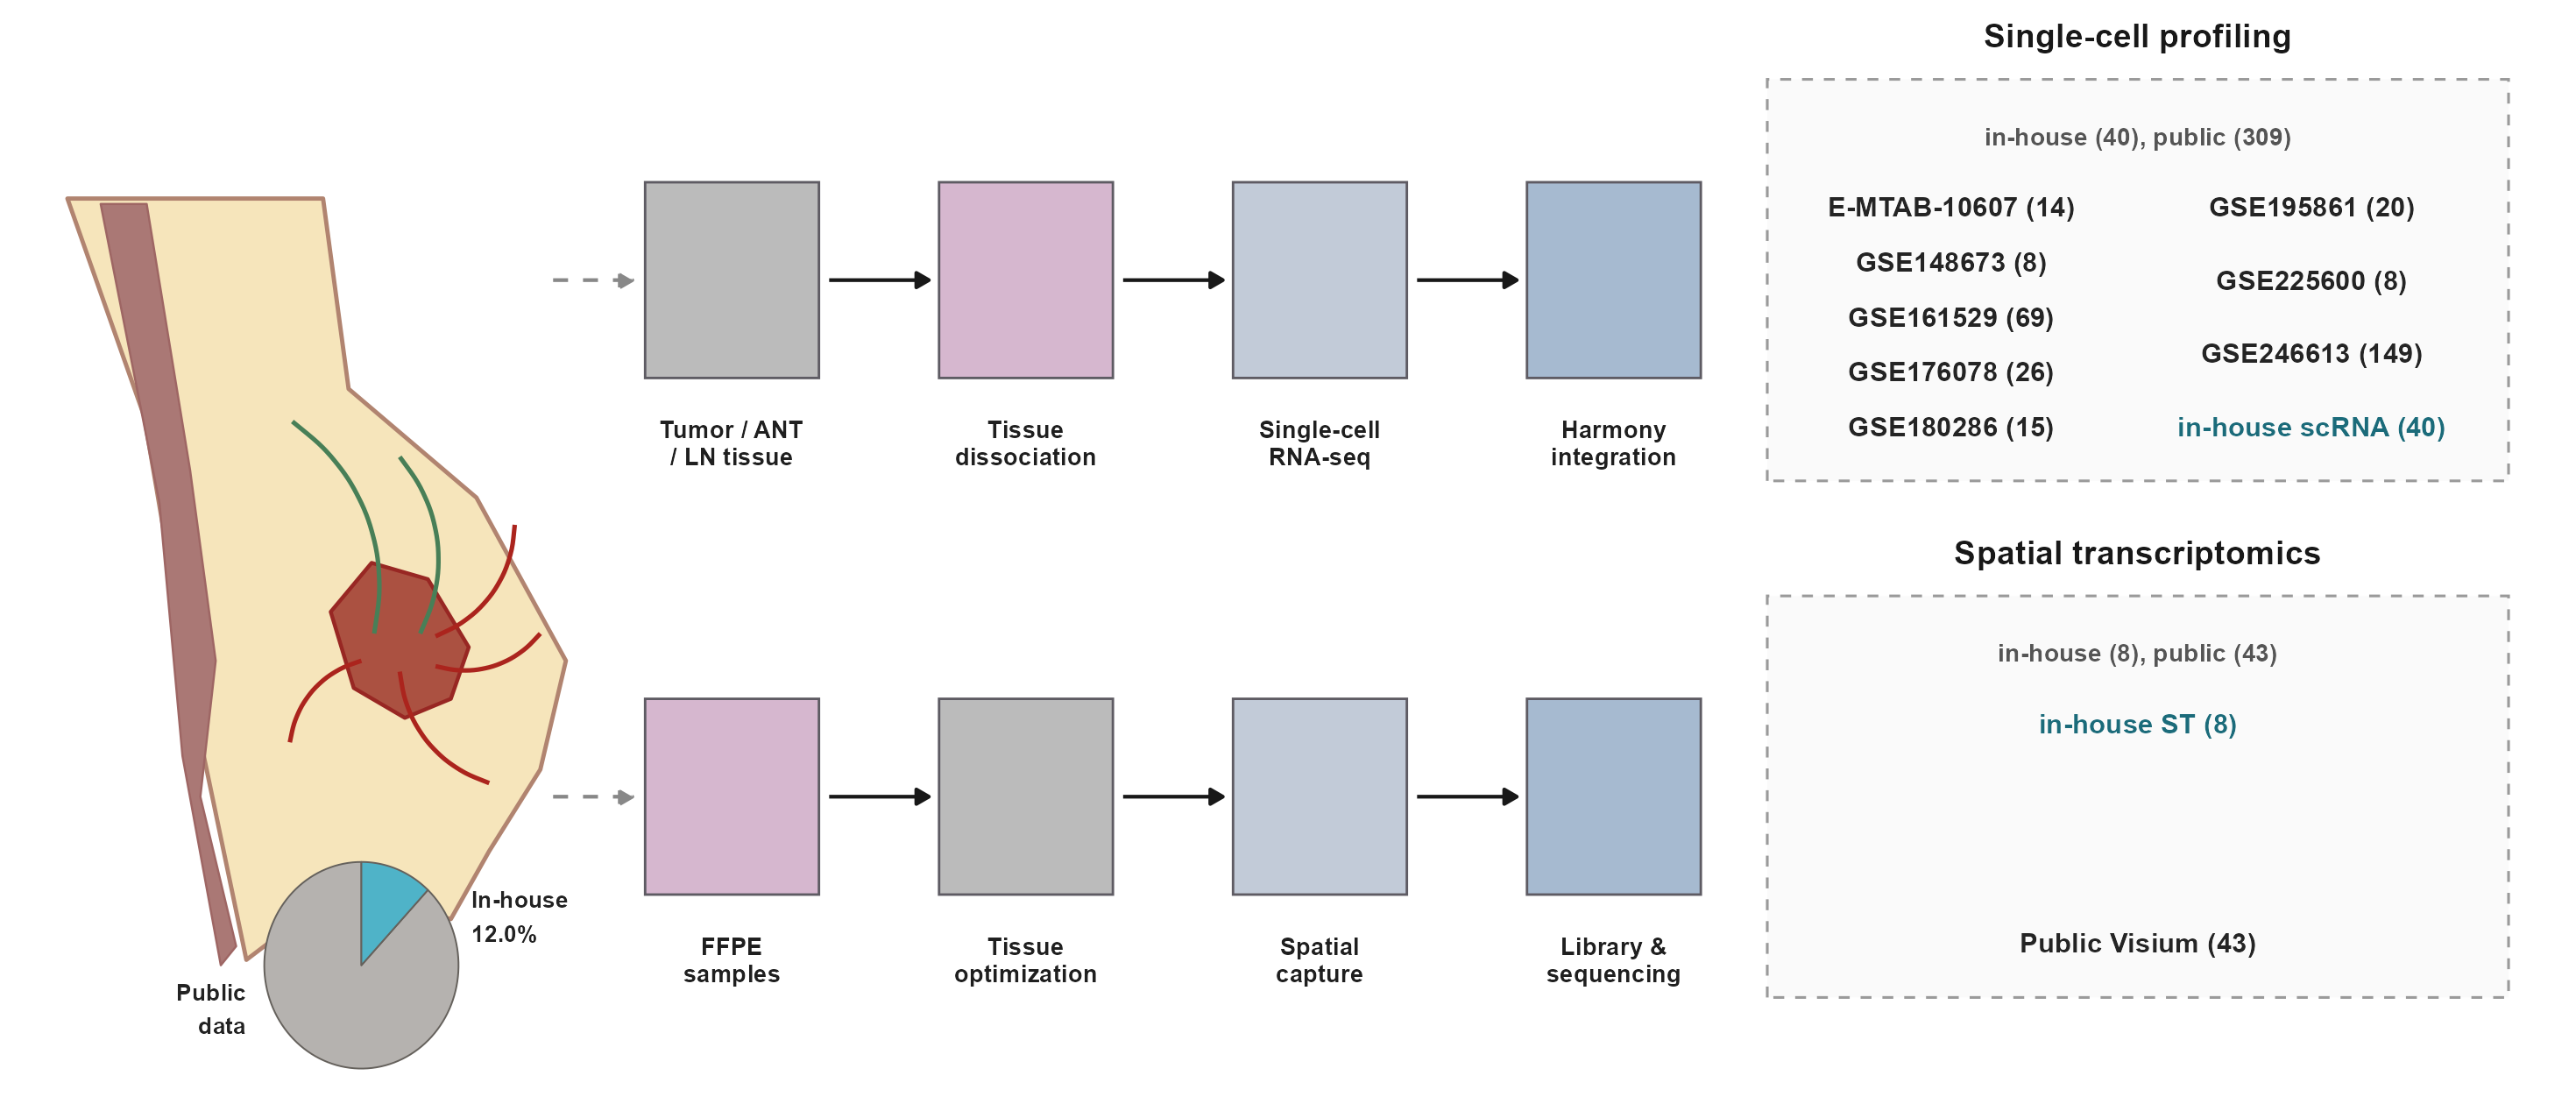 Single-cell profiling
in-house (40), public (309)
E-MTAB-10607 (14)
GSE148673 (8)
GSE161529 (69)
GSE176078 (26)
GSE180286 (15)
GSE195861 (20)
GSE225600 (8)
GSE246613 (149)
in-house scRNA (40)
Tumor / ANT
/ LN tissue
Tissue
dissociation
Single-cell
RNA-seq
Harmony
integration
Spatial transcriptomics
in-house (8), public (43)
in-house ST (8)
Public Visium (43)
FFPE
samples
Tissue
optimization
Spatial
capture
Library &
sequencing
In-house
12.0%
Public
data